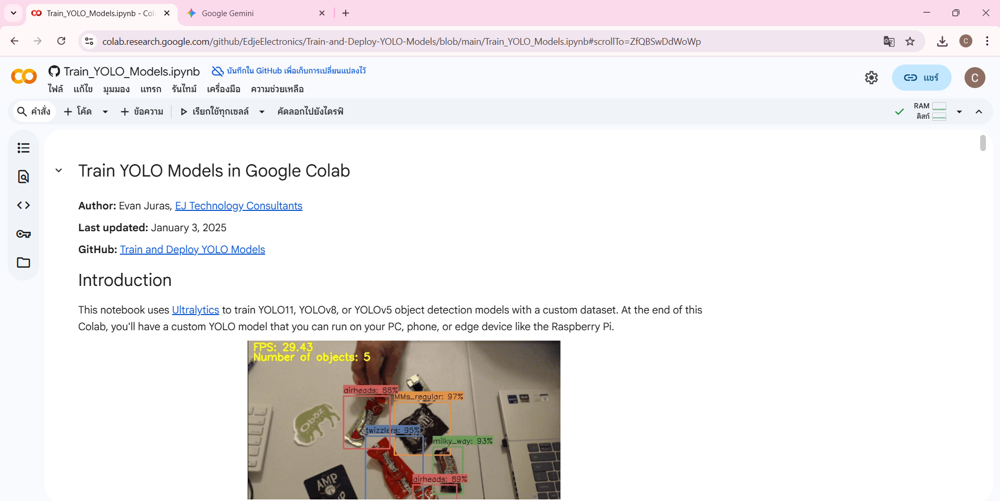 Train_YOLO_Models.ipynb - Col
Google Gemini
colab.research.google.com/github/EdjeElectronics/Train-and-Deploy-YOLO-Models/blob/main/Train_YOLO_Models.ipynb#scrollTo=ZfQBSwDdWoWp
C
Train_YOLO_Models.ipynb
บันทึกใน GitHub เพื่อเก็บการเปลี่ยนแปลงไว้
ไฟล์ แก้ไข มุมมอง แทรก รันไทม์ เครื่องมือ ความช่วยเหลือ
แชร์
C
คำสั่ง
โค้ด
ข้อความ
เรียกใช้ทุกเซลล์
คัดลอกไปยังไดรฟ์
RAM
ดิสก์
Train YOLO Models in Google Colab
Author: Evan Juras, EJ Technology Consultants
Last updated: January 3, 2025
GitHub: Train and Deploy YOLO Models
Introduction
This notebook uses Ultralytics to train YOLO11, YOLOv8, or YOLOv5 object detection models with a custom dataset. At the end of this
Colab, you'll have a custom YOLO model that you can run on your PC, phone, or edge device like the Raspberry Pi.
FPS: 29.43
Number of objects: 5
airheads: 88%
MMs_regular: 97%
twizzlers: 95%
milky_way: 93%
airheads: 89%
Oboz
AMP